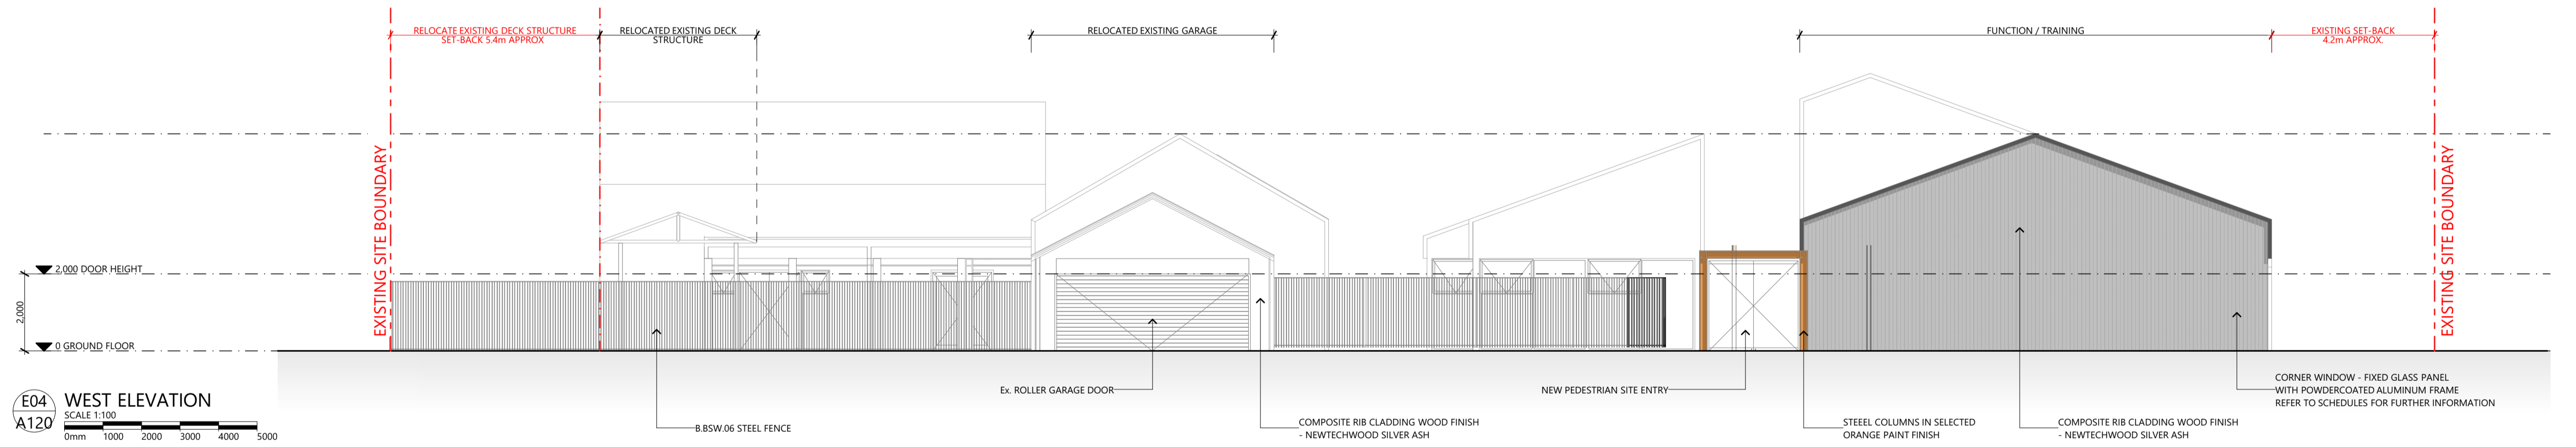 RELOCATE EXISTING DECK STRUCTURE
SET-BACK 5.4m APPROX
RELOCATED EXISTING DECK
STRUCTURE
RELOCATED EXISTING GARAGE
FUNCTION / TRAINING
EXISTING SET-BACK
4.2m APPROX.
EXISTING SITE BOUNDARY
EXISTING SITE BOUNDARY
2,000 DOOR HEIGHT
2,000
0 GROUND FLOOR
Ex. ROLLER GARAGE DOOR
NEW PEDESTRIAN SITE ENTRY
CORNER WINDOW - FIXED GLASS PANEL
WITH POWDERCOATED ALUMINUM FRAME
REFER TO SCHEDULES FOR FURTHER INFORMATION
B.BSW.06 STEEL FENCE
COMPOSITE RIB CLADDING WOOD FINISH
- NEWTECHWOOD SILVER ASH
STEEEL COLUMNS IN SELECTED
ORANGE PAINT FINISH
COMPOSITE RIB CLADDING WOOD FINISH
- NEWTECHWOOD SILVER ASH
E04
A120
WEST ELEVATION
SCALE 1:100
0mm 1000 2000 3000 4000 5000